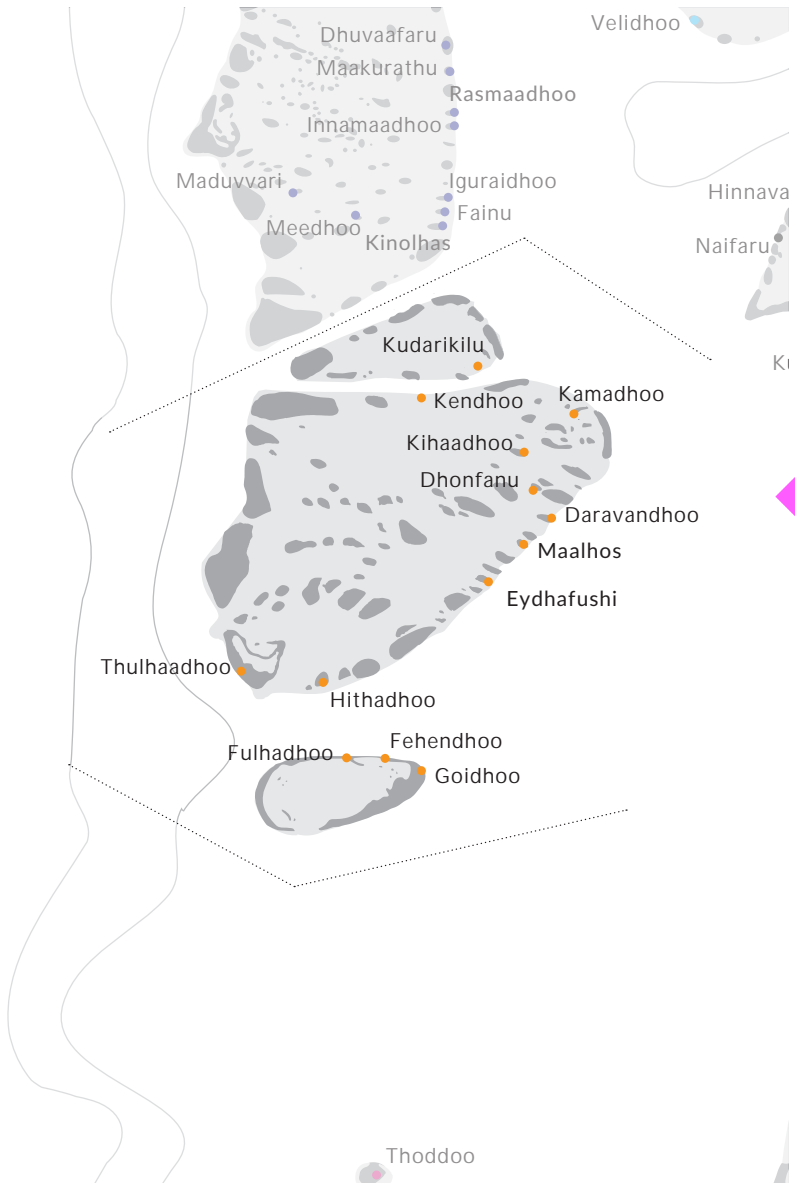 Velidhoo
Dhuvaafaru
Maakurathu
Rasmaadhoo
Innamaadhoo
Maduvvari
Iguraidhoo
Hinnava
Fainu
Meedhoo
Kinolhas
Naifaru
Kudarikilu
Ku
Kendhoo
Kamadhoo
Kihaadhoo
Dhonfanu
Daravandhoo
Maalhos
Eydhafushi
Thulhaadhoo
Hithadhoo
Fehendhoo
Fulhadhoo
Goidhoo
Thoddoo